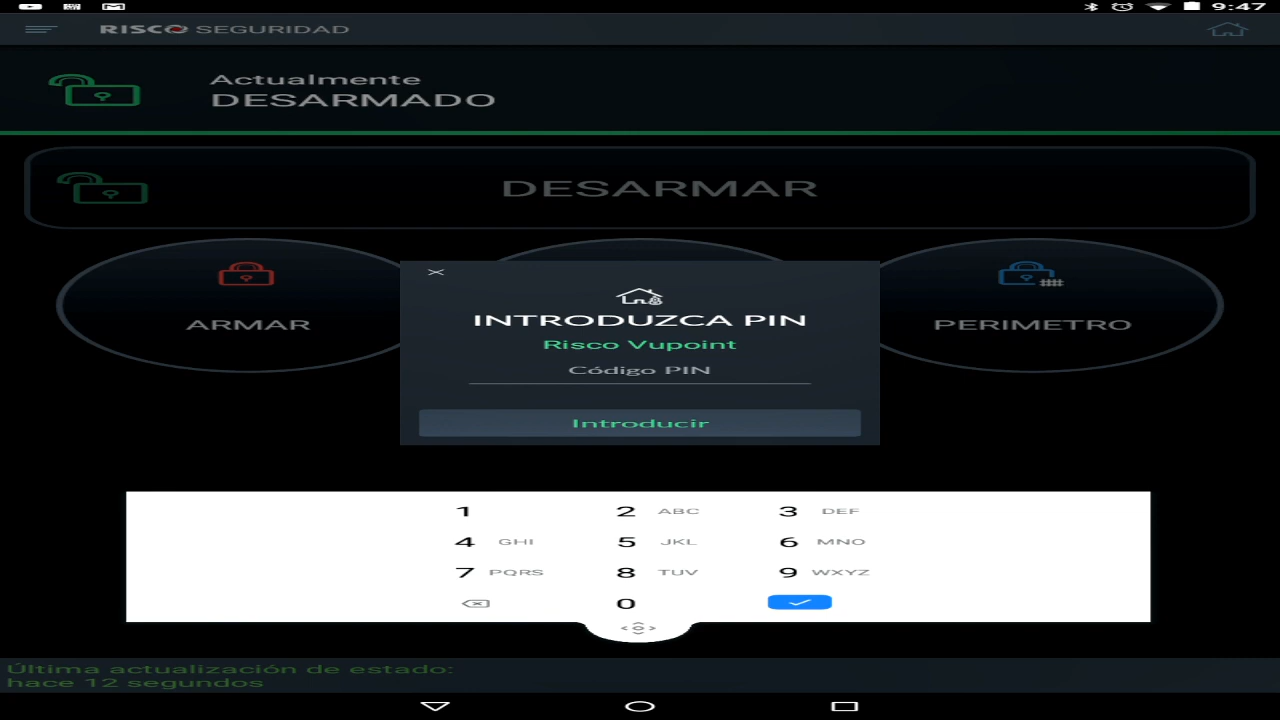 9:47
RISCO SEGURIDAD
Actualmente
DESARMADO
DESARMAR
ARMAR
PERIMETRO
INTRODUZCA PIN
Risco Vupoint
Código PIN
Introducir
1 2 ABC 3 DEF
4 GHI 5 JKL 6 MNO
7 PQRS 8 TUV 9 WXYZ
0
Última actualización de estado:
hace 12 segundos